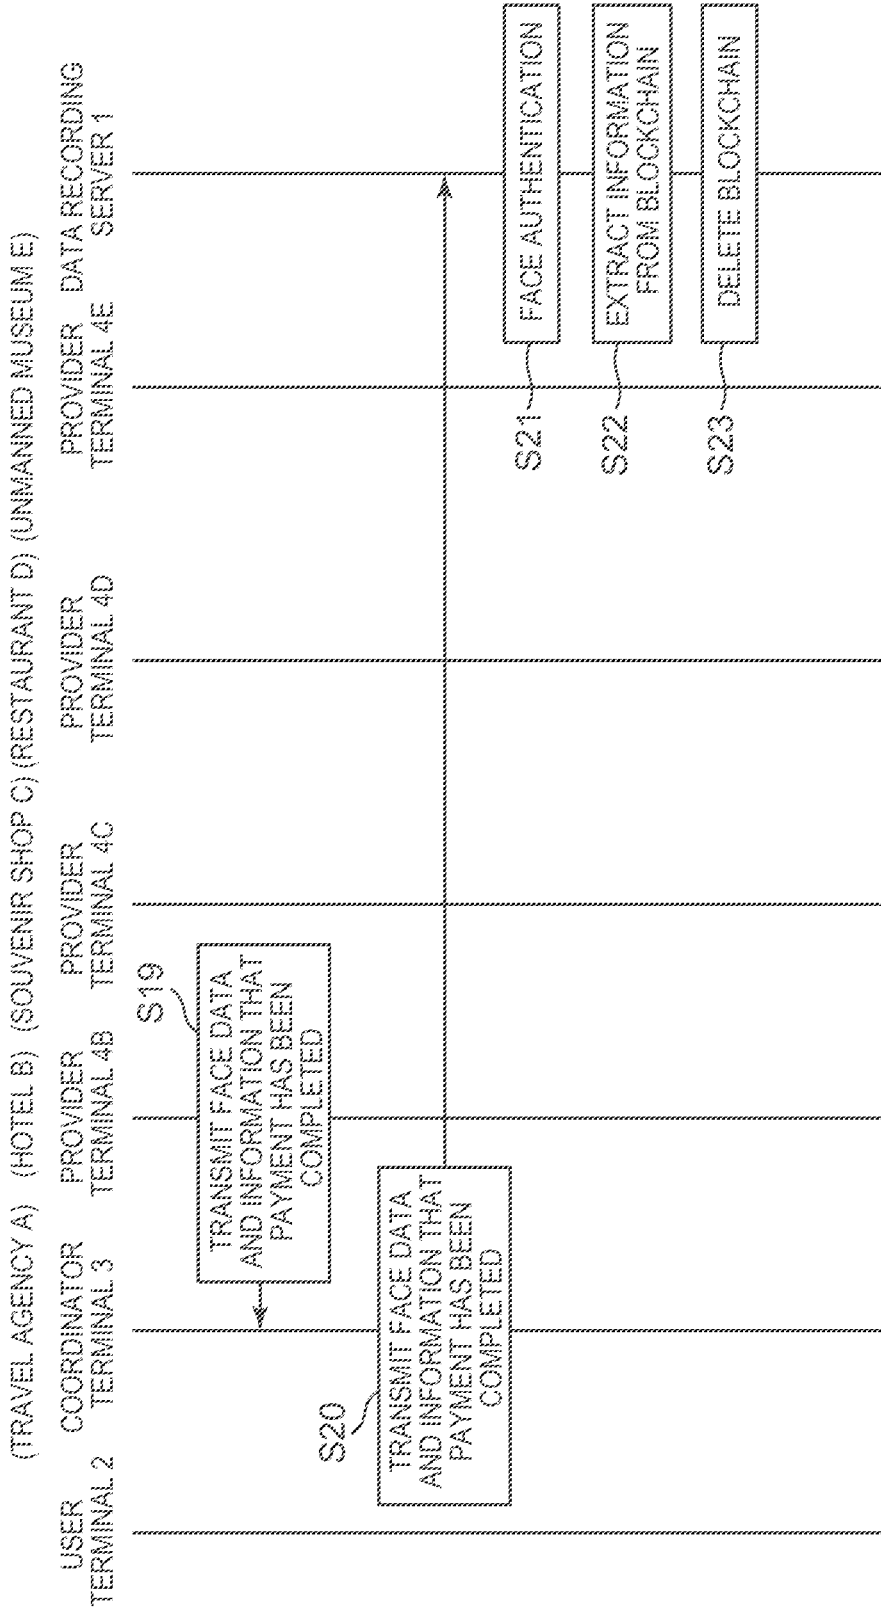 (TRAVEL AGENCY A) (HOTEL B) (SOUVENIR SHOP C) (RESTAURANT D) (UNMANNED MUSEUM E)
USER
TERMINAL 2
COORDINATOR
TERMINAL 3
PROVIDER
TERMINAL 4B
PROVIDER
TERMINAL 4C
PROVIDER
TERMINAL 4D
PROVIDER
TERMINAL 4E
DATA RECORDING
SERVER 1
S19
TRANSMIT FACE DATA
AND INFORMATION THAT
PAYMENT HAS BEEN
COMPLETED
S20
TRANSMIT FACE DATA
AND INFORMATION THAT
PAYMENT HAS BEEN
COMPLETED
S21
FACE AUTHENTICATION
S22
EXTRACT INFORMATION
FROM BLOCKCHAIN
S23
DELETE BLOCKCHAIN